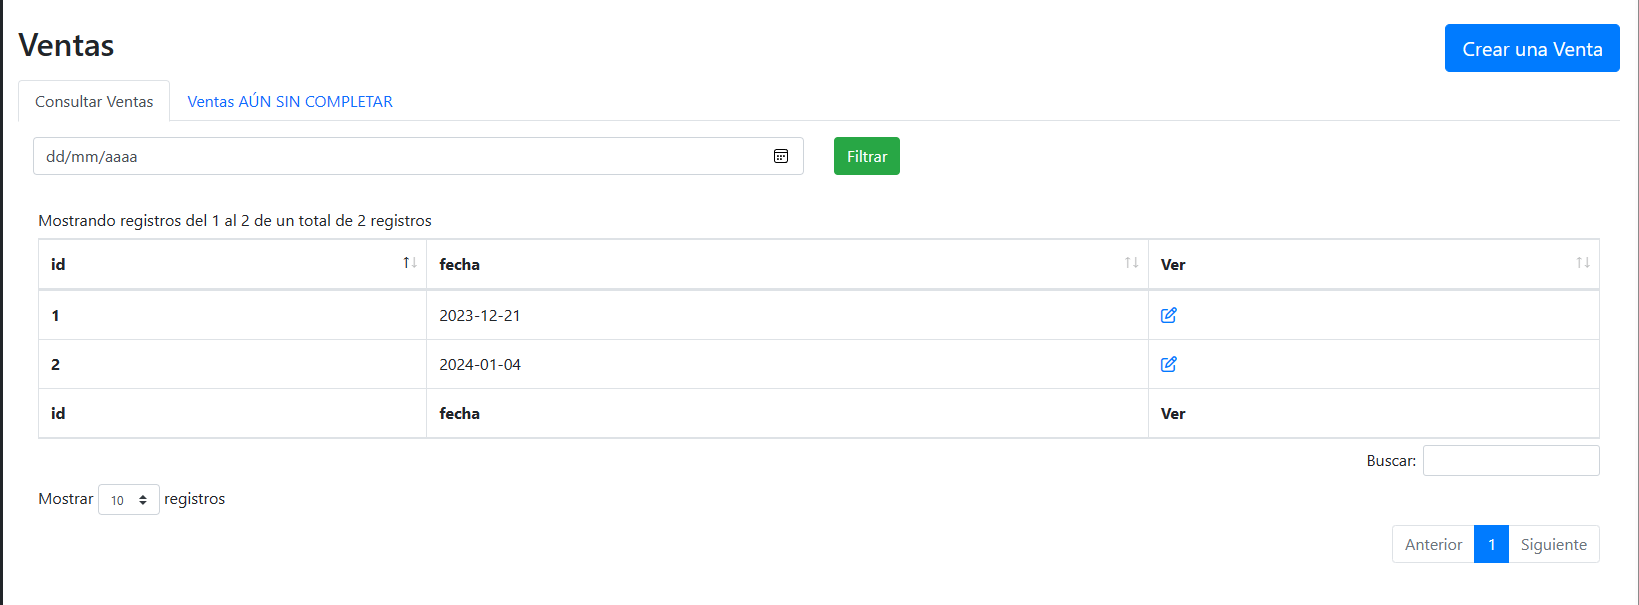 Ventas
Crear una Venta
Consultar Ventas
Ventas AÚN SIN COMPLETAR
dd/mm/aaaa
Filtrar
Mostrando registros del 1 al 2 de un total de 2 registros
id fecha Ver
1 2023-12-21
2 2024-01-04
id fecha Ver
Buscar:
Mostrar 10 registros
Anterior 1 Siguiente